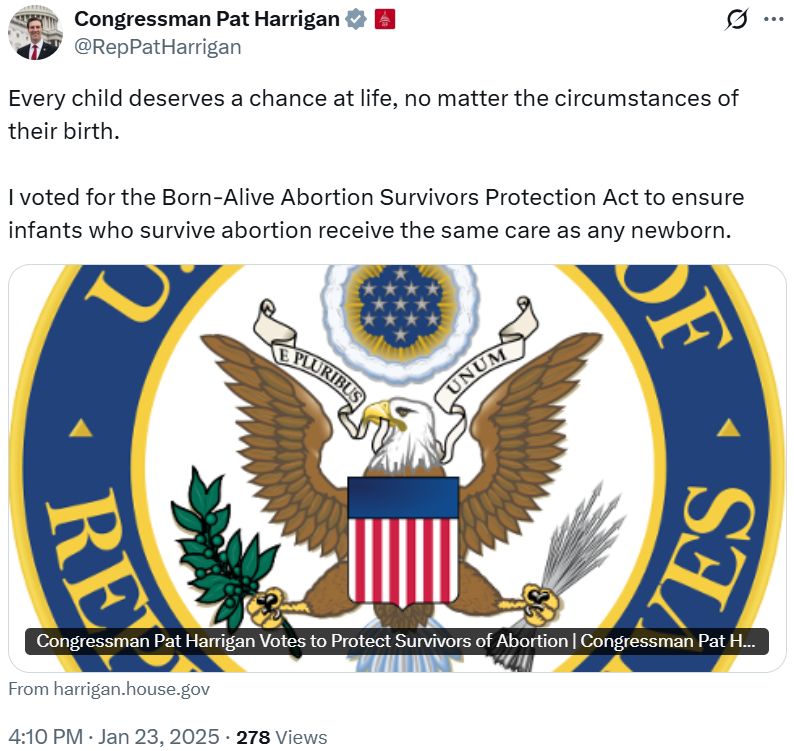 Congressman Pat Harrigan
@RepPatHarrigan
Every child deserves a chance at life, no matter the circumstances of
their birth.
I voted for the Born-Alive Abortion Survivors Protection Act to ensure
infants who survive abortion receive the same care as any newborn.
U.
OF
E PLURIBUS
UNUM
REP
VES
Congressman Pat Harrigan Votes to Protect Survivors of Abortion | Congressman Pat H...
From harrigan.house.gov
4:10 PM · Jan 23, 2025 · 278 Views